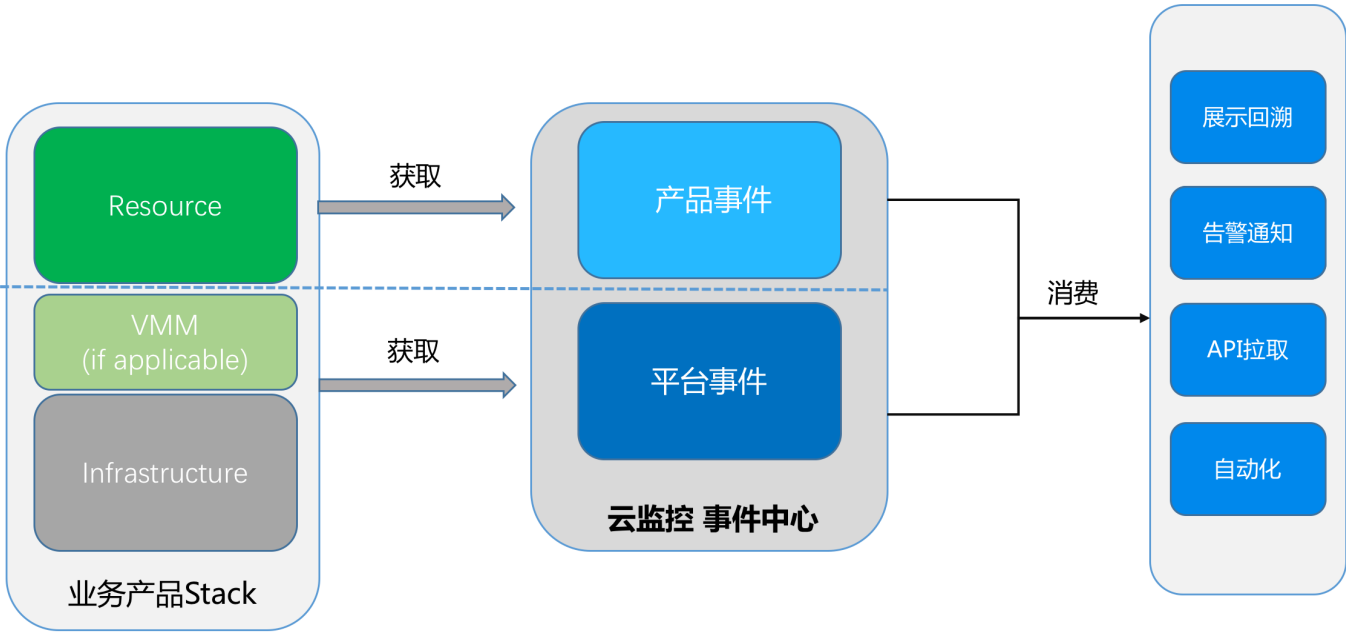 Resource
VMM
(if applicable)
Infrastructure
业务产品Stack
获取
获取
产品事件
平台事件
云监控 事件中心
消费
展示回溯
告警通知
API拉取
自动化